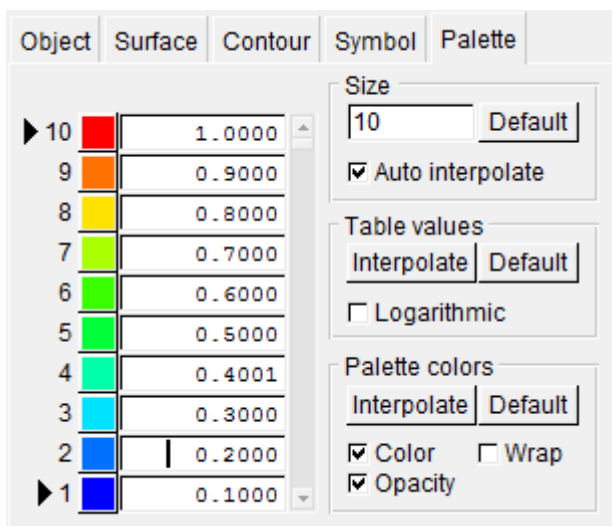 Object Surface Contour Symbol Palette
Size
10 Default
Auto interpolate
Table values
Interpolate Default
Logarithmic
Palette colors
Interpolate Default
Color Wrap
Opacity
10 1.0000
9 0.9000
8 0.8000
7 0.7000
6 0.6000
5 0.5000
4 0.4001
3 0.3000
2 0.2000
1 0.1000